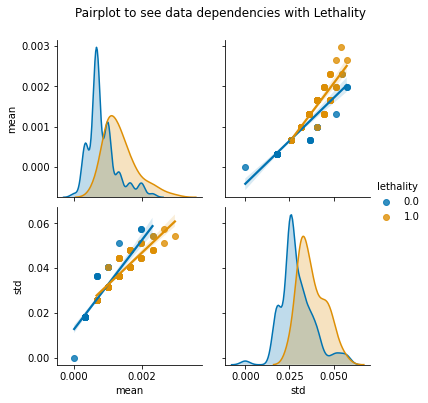 Pairplot to see data dependencies with Lethality
0.003
0.002
0.001
0.000
mean
lethality
0.0
1.0
0.06
0.04
0.02
0.00
std
0.000 0.002
mean
0.000 0.025 0.050
std